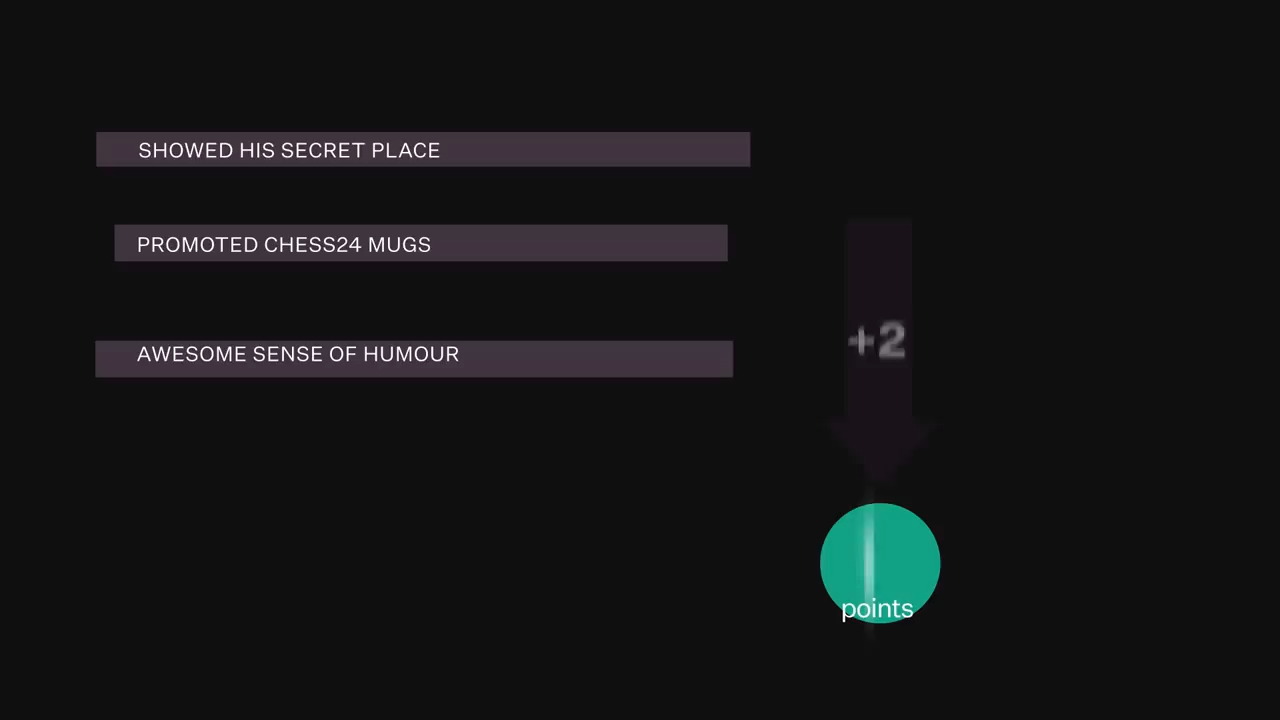 SHOWED HIS SECRET PLACE
PROMOTED CHESS24 MUGS
AWESOME SENSE OF HUMOUR
+2
points